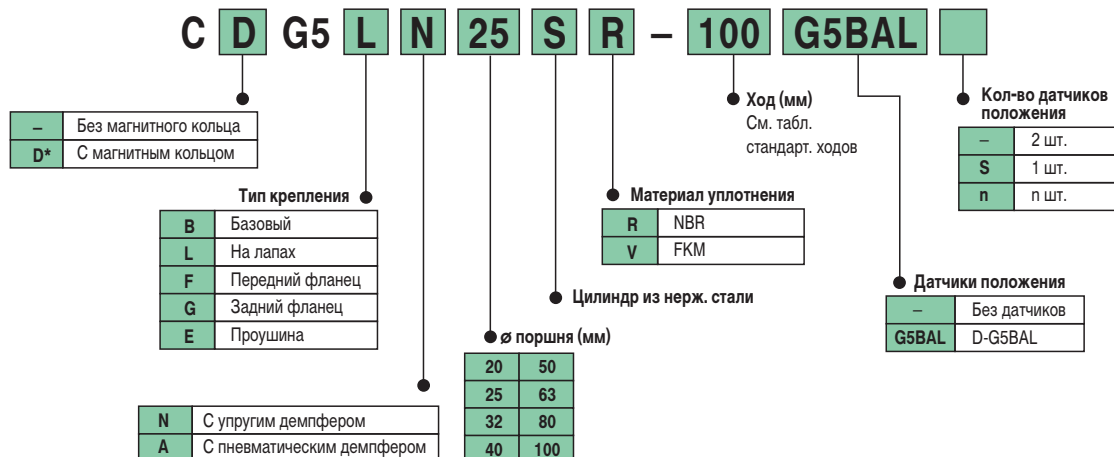 C D G5 L N 25 S R – 100 G5BAL
– Без магнитного кольца
D* С магнитным кольцом
Тип крепления
B Базовый
L На лапах
F Передний фланец
G Задний фланец
E Проушина
N С упругим демпфером
A С пневматическим демпфером
ø поршня (мм)
20 50
25 63
32 80
40 100
Цилиндр из нерж. стали
Материал уплотнения
R NBR
V FKM
Ход (мм)
См. табл.
стандарт. ходов
Датчики положения
– Без датчиков
G5BAL D-G5BAL
Кол-во датчиков
положения
– 2 шт.
S 1 шт.
n n шт.